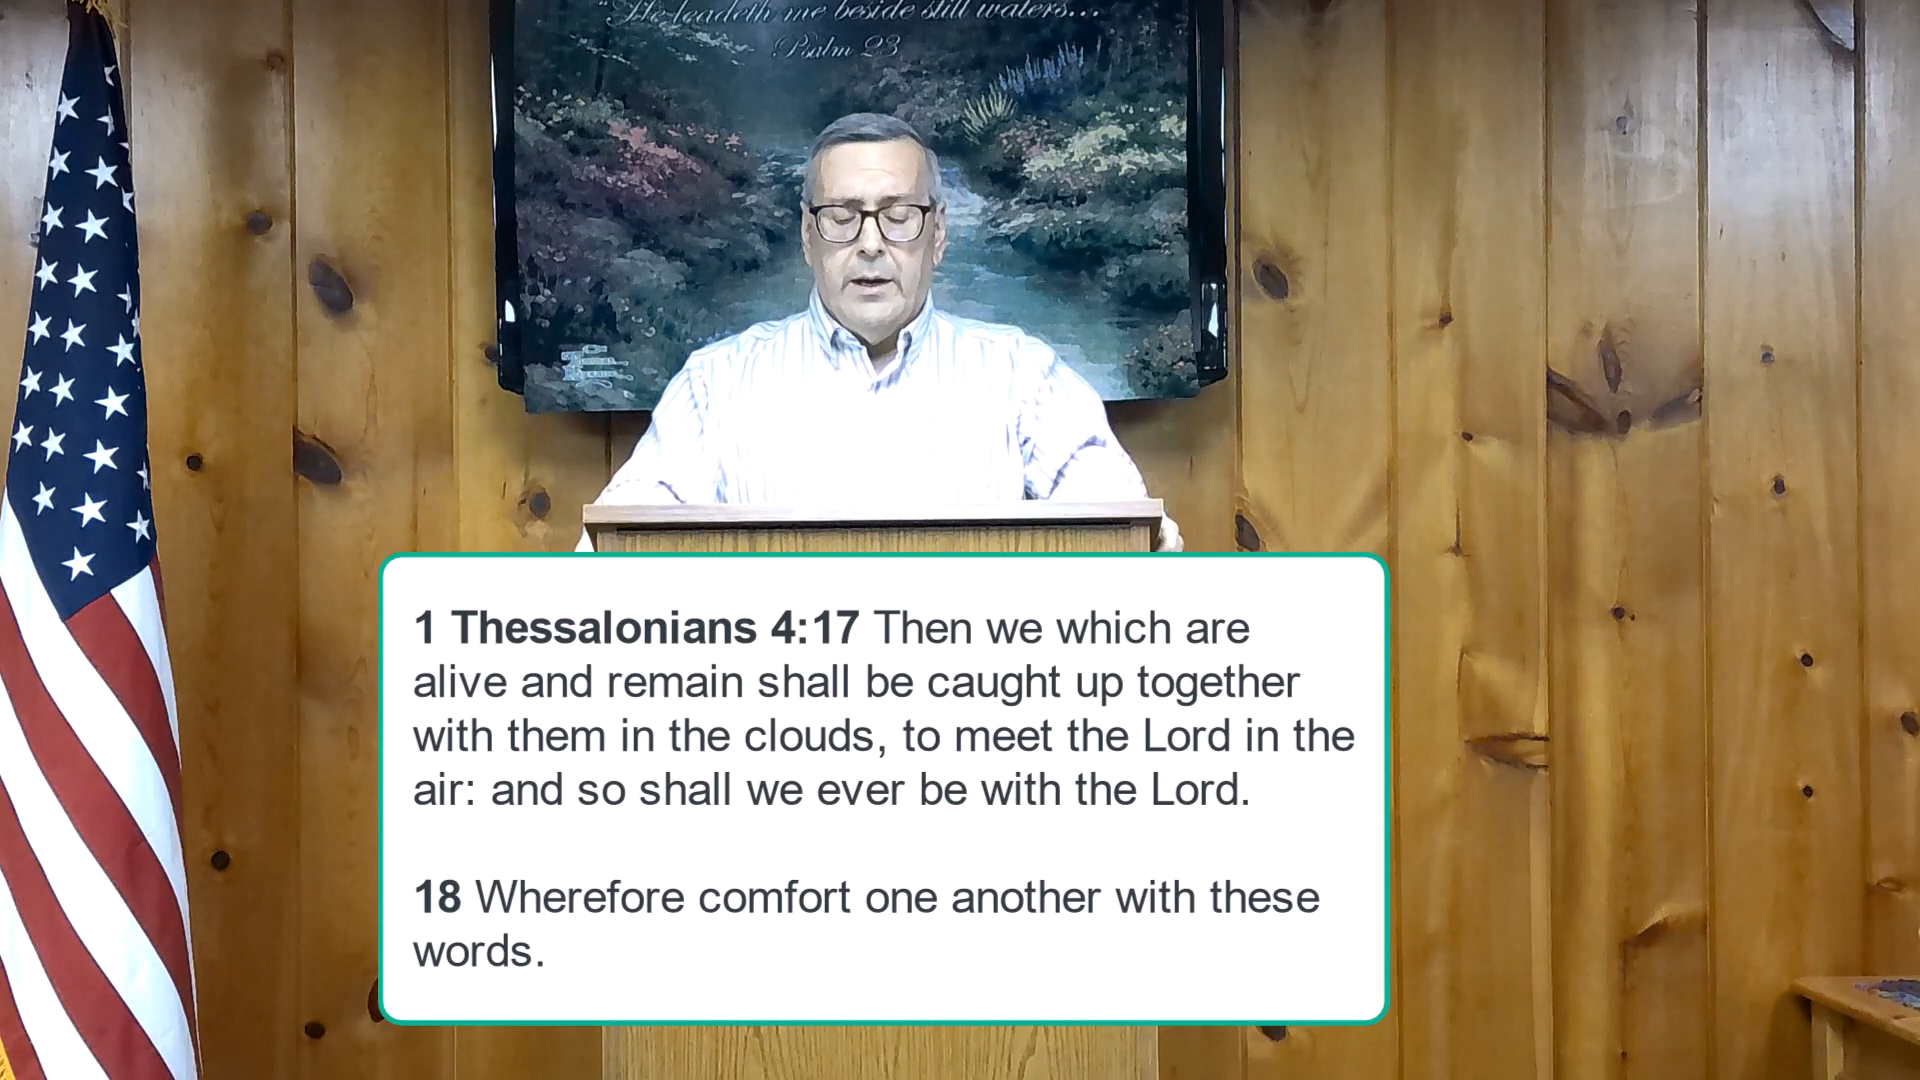 "He leadeth me beside still waters...
Psalm 23
1 Thessalonians 4:17 Then we which are
alive and remain shall be caught up together
with them in the clouds, to meet the Lord in the
air: and so shall we ever be with the Lord.
18 Wherefore comfort one another with these
words.